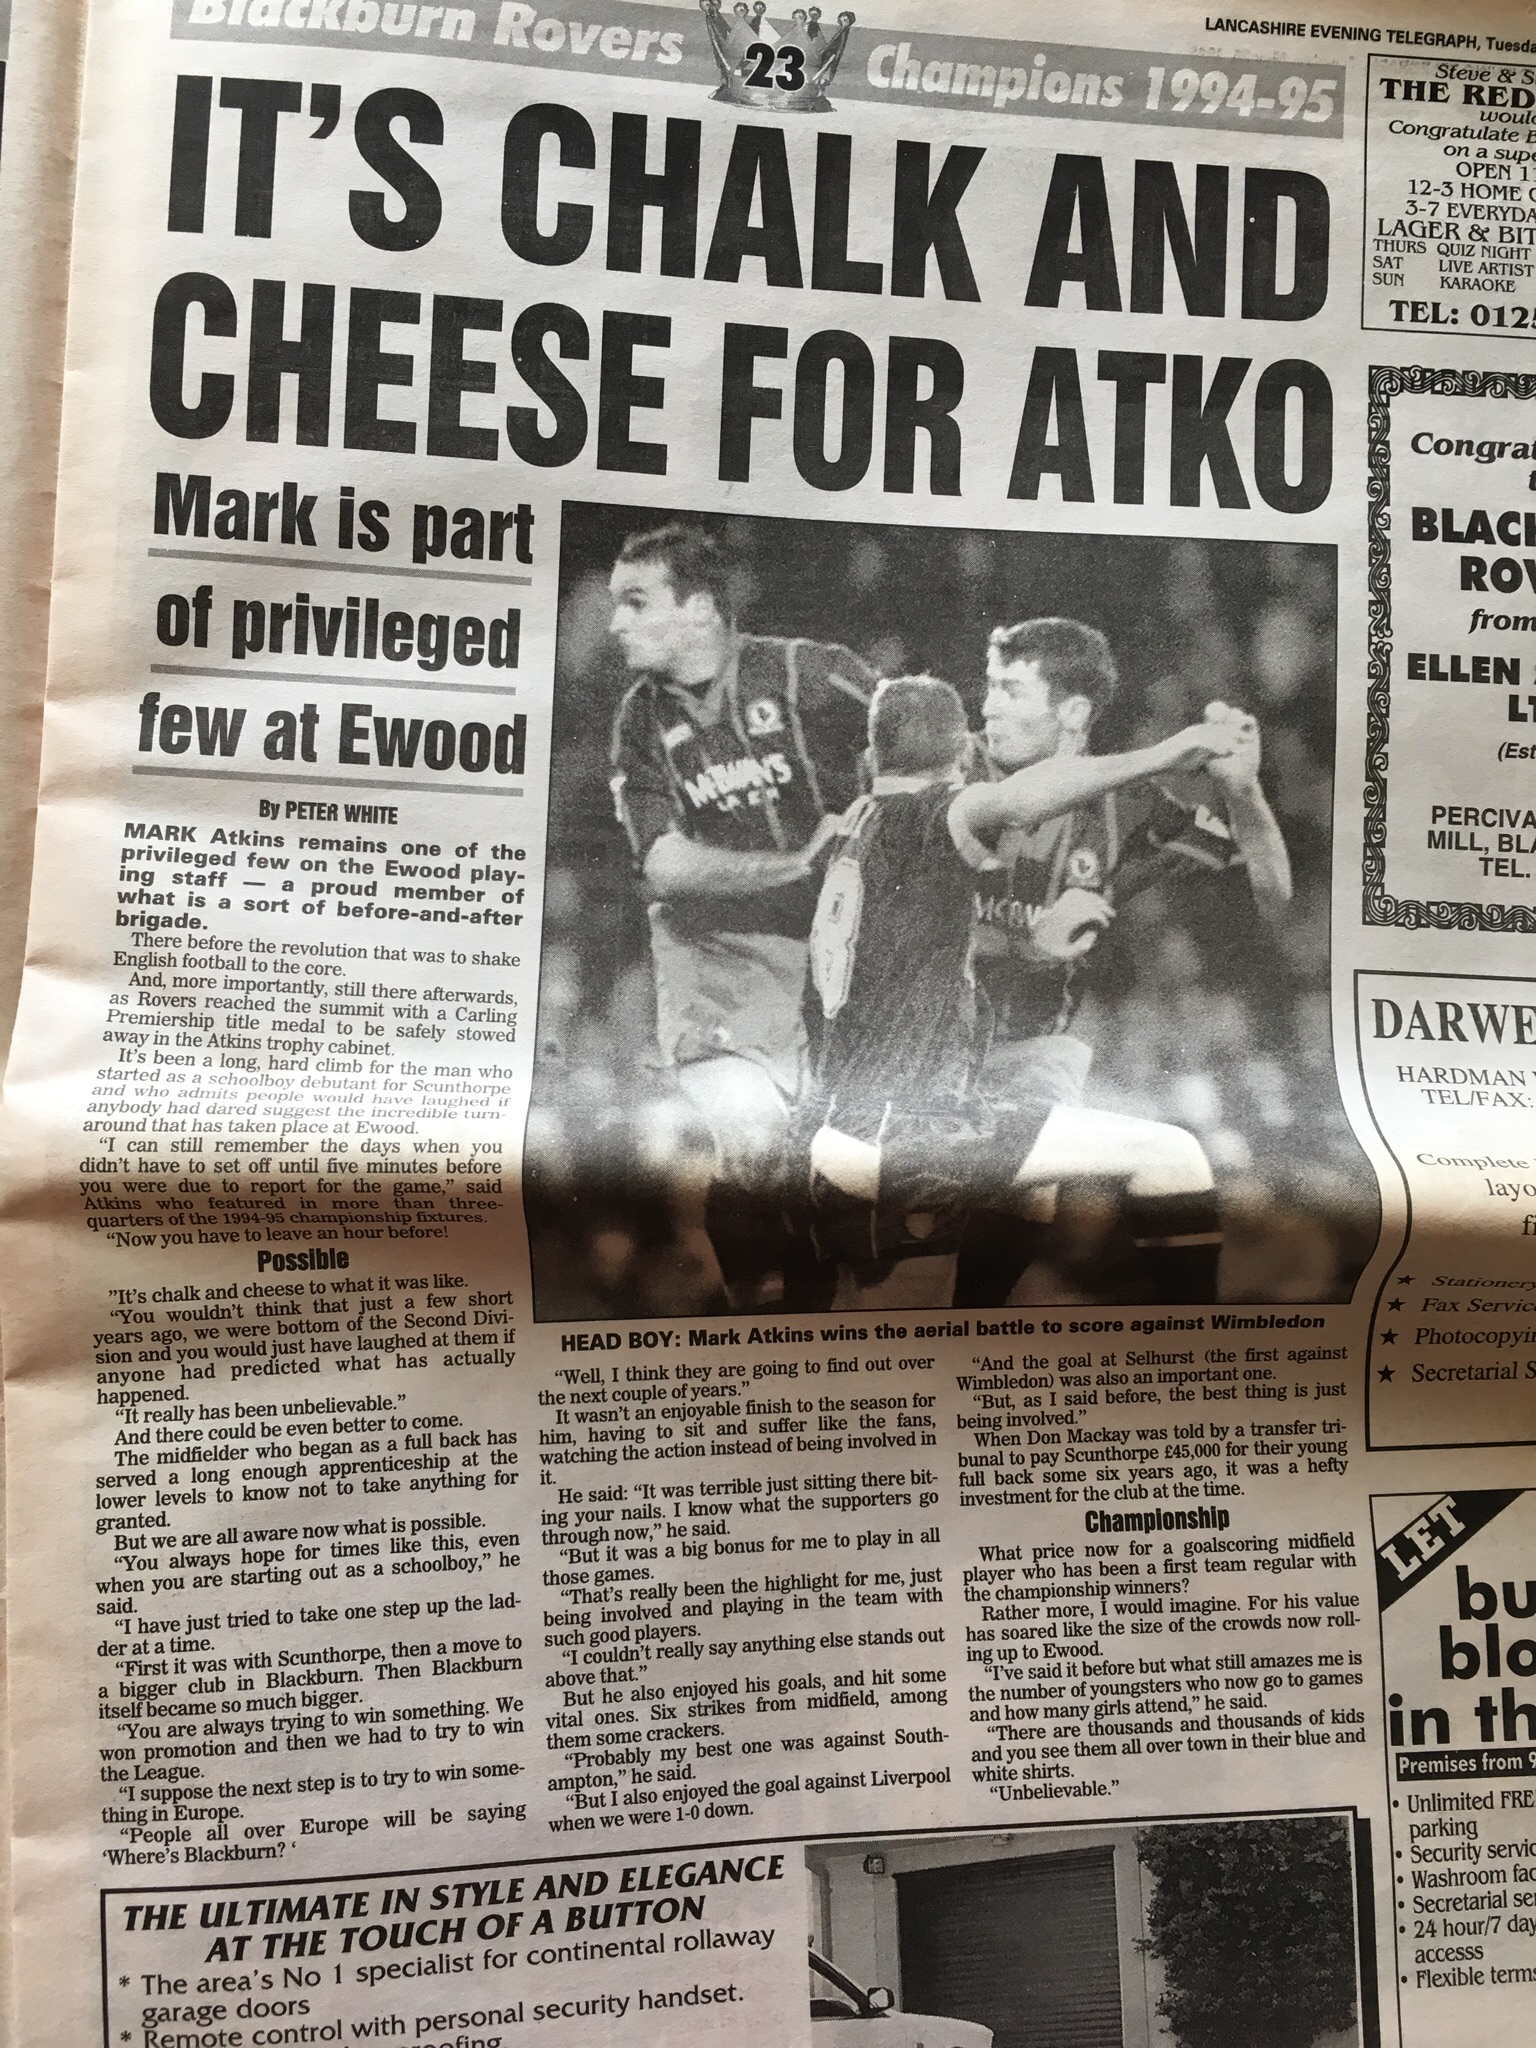 Blackburn Rovers
23
Champions 1994-95
LANCASHIRE EVENING TELEGRAPH, Tuesda
IT'S CHALK AND
CHEESE FOR ATKO
Mark is part
of privileged
few at Ewood
By PETER WHITE
MARK Atkins remains one of the
privileged few on the Ewood play-
ing staff — a proud member of
what is a sort of before-and-after
brigade.
There before the revolution that was to shake
English football to the core.
And, more importantly, still there afterwards,
as Rovers reached the summit with a Carling
Premiership title medal to be safely stowed
away in the Atkins trophy cabinet.
It's been a long, hard climb for the man who
started as a schoolboy debutant for Scunthorpe
and who admits people would have laughed if
anybody had dared suggest the incredible turn-
around that has taken place at Ewood.
"I can still remember the days when you
didn't have to set off until five minutes before
you were due to report for the game," said
Atkins who featured in more than three-
quarters of the 1994-95 championship fixtures.
"Now you have to leave an hour before!
Possible
"It's chalk and cheese to what it was like.
"You wouldn't think that just a few short
years ago, we were bottom of the Second Divi-
sion and you would just have laughed at them if
anyone had predicted what has actually
happened.
"It really has been unbelievable."
And there could be even better to come.
The midfielder who began as a full back has
served a long enough apprenticeship at the
lower levels to know not to take anything for
granted.
But we are all aware now what is possible.
"You always hope for times like this, even
when you are starting out as a schoolboy," he
said.
"I have just tried to take one step up the lad-
der at a time.
"First it was with Scunthorpe, then a move to
a bigger club in Blackburn. Then Blackburn
itself became so much bigger.
"You are always trying to win something. We
won promotion and then we had to try to win
the League.
"I suppose the next step is to try to win some-
thing in Europe.
"People all over Europe will be saying
'Where's Blackburn? '
HEAD BOY: Mark Atkins wins the aerial battle to score against Wimbledon
"Well, I think they are going to find out over
the next couple of years."
It wasn't an enjoyable finish to the season for
him, having to sit and suffer like the fans,
watching the action instead of being involved in
it.
He said: "It was terrible just sitting there bit-
ing your nails. I know what the supporters go
through now," he said.
"But it was a big bonus for me to play in all
those games.
"That's really been the highlight for me, just
being involved and playing in the team with
such good players.
"I couldn't really say anything else stands out
above that."
But he also enjoyed his goals, and hit some
vital ones. Six strikes from midfield, among
them some crackers.
"Probably my best one was against South-
ampton," he said.
"But I also enjoyed the goal against Liverpool
when we were 1-0 down.
"And the goal at Selhurst (the first against
Wimbledon) was also an important one.
"But, as I said before, the best thing is just
being involved."
When Don Mackay was told by a transfer tri-
bunal to pay Scunthorpe £45,000 for their young
full back some six years ago, it was a hefty
investment for the club at the time.
Championship
What price now for a goalscoring midfield
player who has been a first team regular with
the championship winners?
Rather more, I would imagine. For his value
has soared like the size of the crowds now roll-
ing up to Ewood.
"I've said it before but what still amazes me is
the number of youngsters who now go to games
and how many girls attend," he said.
"There are thousands and thousands of kids
and you see them all over town in their blue and
white shirts.
"Unbelievable."
THE ULTIMATE IN STYLE AND ELEGANCE
AT THE TOUCH OF A BUTTON
* The area's No 1 specialist for continental rollaway
garage doors
* Remote control with personal security handset.
Steve & S
THE RED
woul
Congratulate
on a supe
OPEN 11
12-3 HOME
3-7 EVERYDA
LAGER & BIT
THURS QUIZ NIGHT
SAT LIVE ARTIST
SUN KARAOKE
TEL: 012
Congrat
t
BLACK
ROV
from
ELLEN
LT
(Est
PERCIVA
MILL, BLA
TEL.
DARWE
HARDMAN
TEL/FAX:
Complete
layo
fi
★ Stationery
★ Fax Service
★ Photocopyi
★ Secretarial S
LET
bu
blo
in th
Premises from 9
• Unlimited FRE
parking
• Security servic
• Washroom fac
• Secretarial se
• 24 hour/7 day
accesss
• Flexible terms